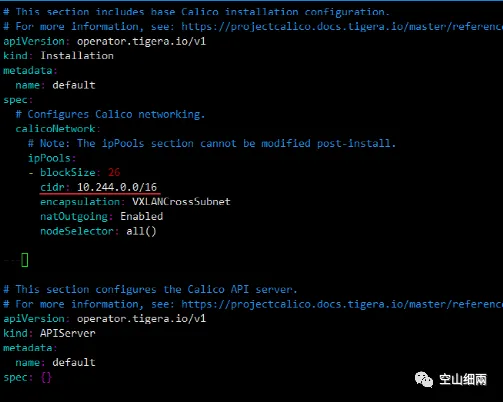 # This section includes base Calico installation configuration.
# For more information, see: https://projectcalico.docs.tigera.io/master/reference
apiVersion: operator.tigera.io/v1
kind: Installation
metadata:
  name: default
spec:
  # Configures Calico networking.
  calicoNetwork:
    # Note: The ipPools section cannot be modified post-install.
    ipPools:
    - blockSize: 26
      cidr: 10.244.0.0/16
      encapsulation: VXLANCrossSubnet
      natOutgoing: Enabled
      nodeSelector: all()
---
# This section configures the Calico API server.
# For more information, see: https://projectcalico.docs.tigera.io/master/reference
apiVersion: operator.tigera.io/v1
kind: APIServer
metadata:
  name: default
spec: {}
空山细雨